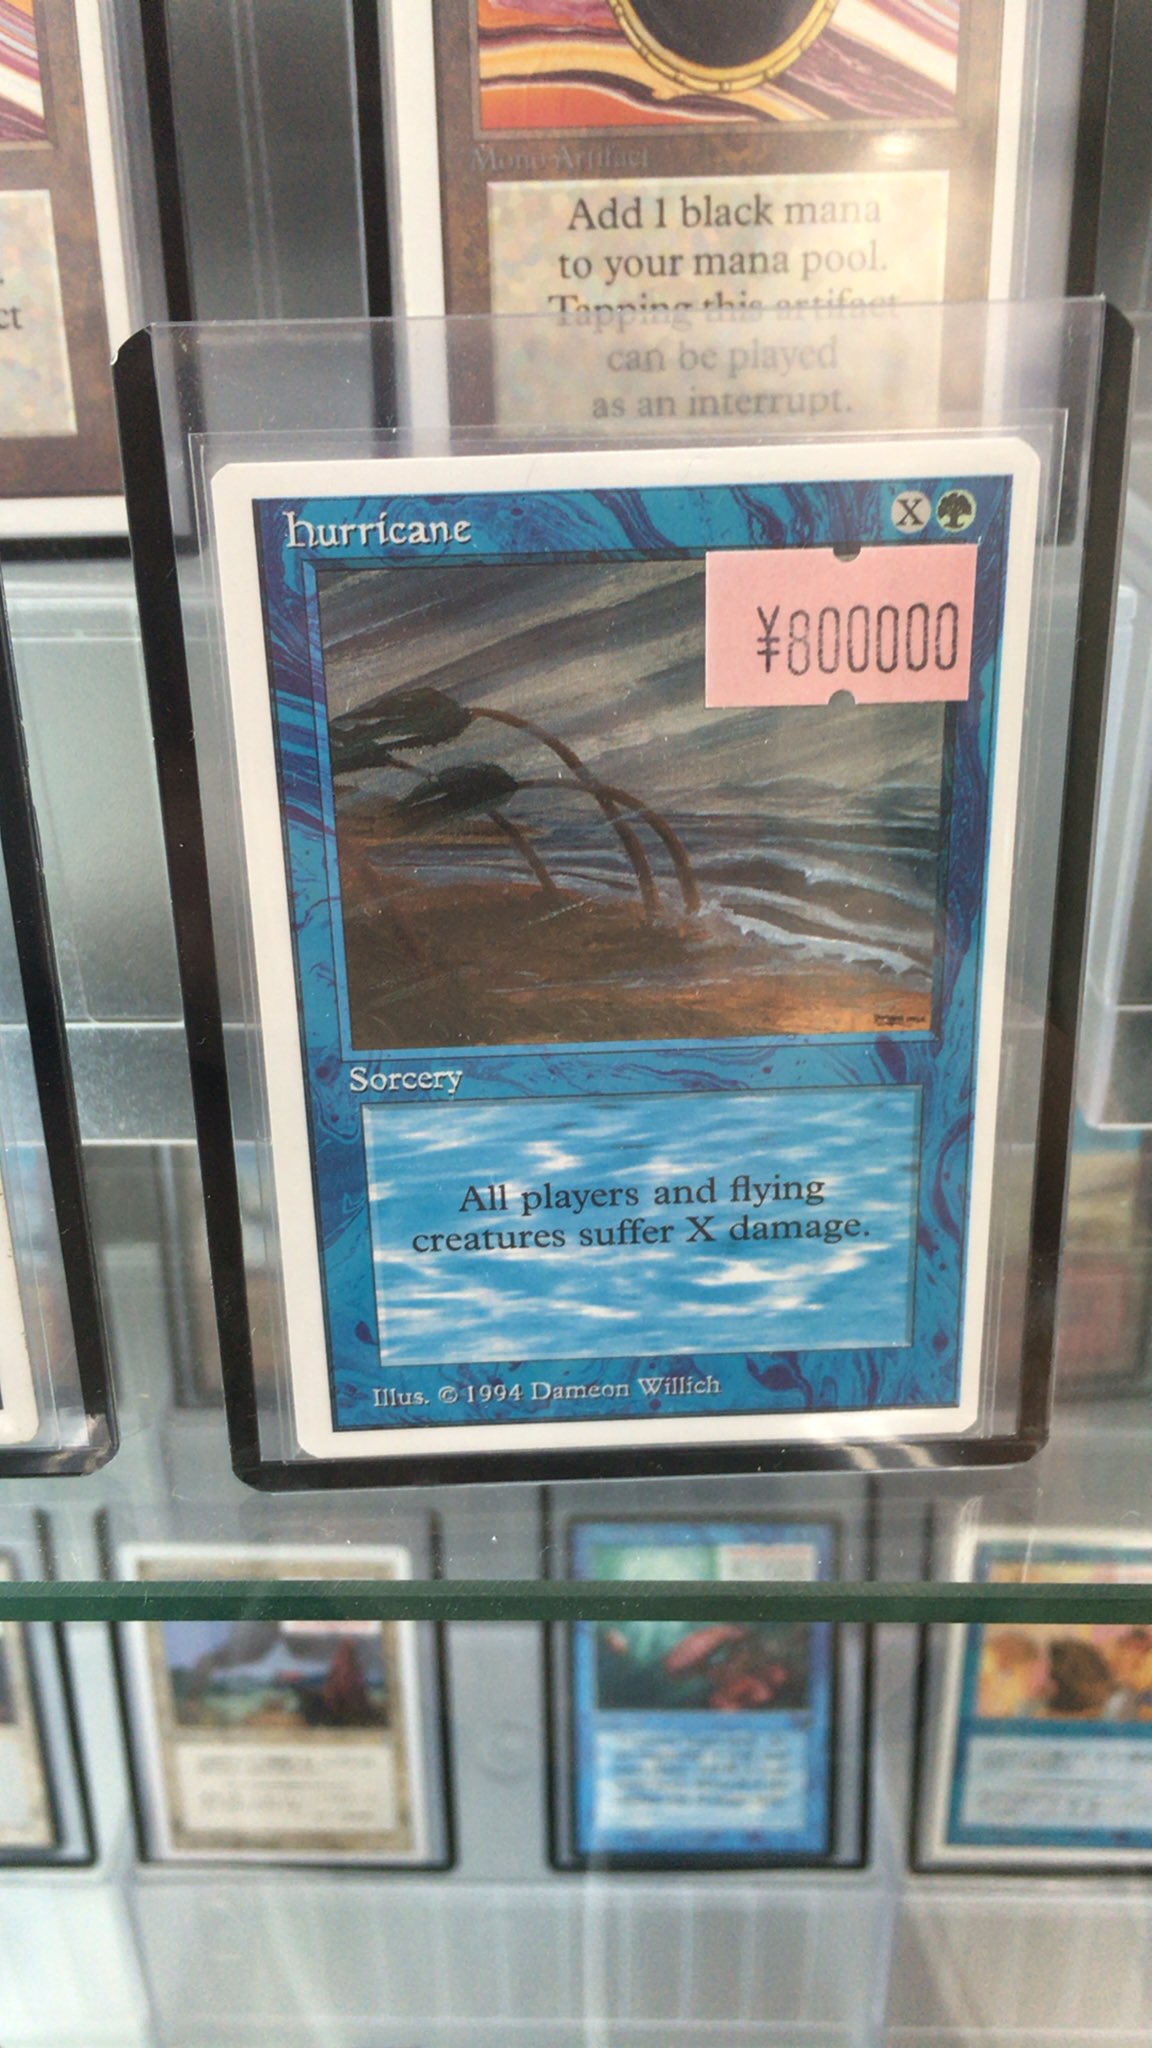 Mono Artifact
Add 1 black mana
to your mana pool.
Tapping this artifact
can be played
as an interrupt.
ct
Hurricane
X
¥800000
Sorcery
All players and flying
creatures suffer X damage.
Illus. © 1994 Dameon Willich